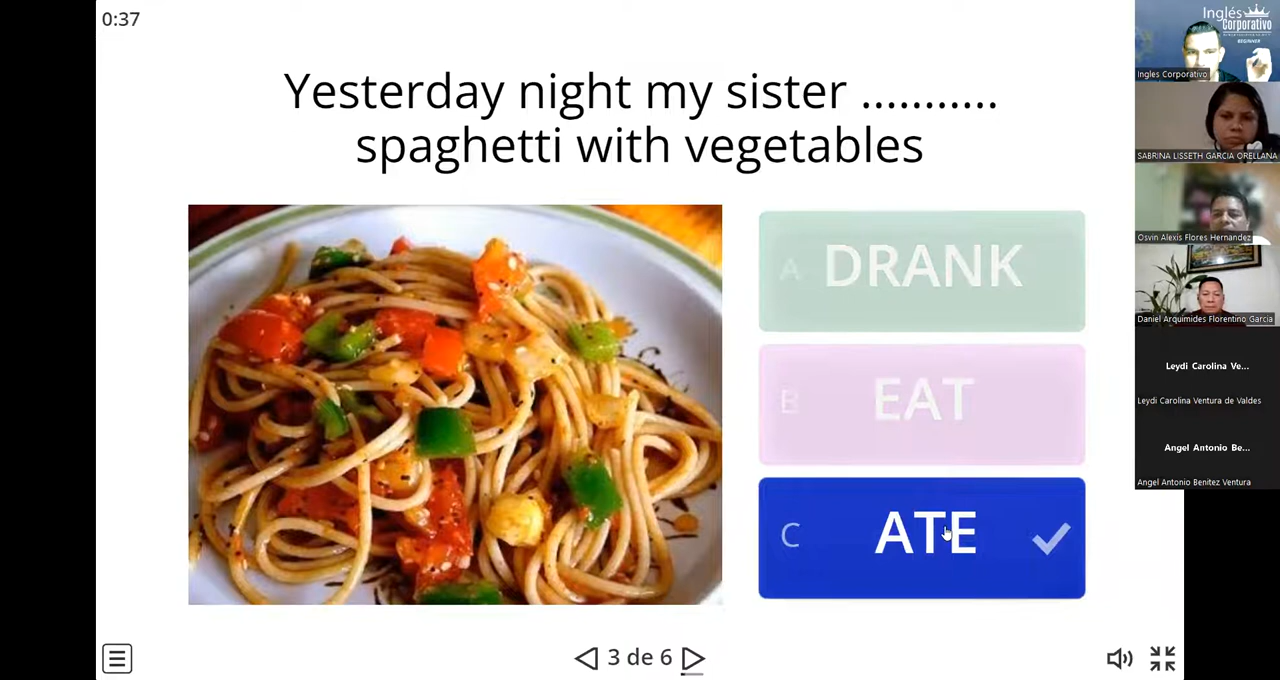 0:37
Yesterday night my sister ...........
spaghetti with vegetables
A DRANK
B EAT
C ATE
3 de 6
Inglés
Corporativo
BEGINNER
Ingles Corporativo
SABRINA LISSETH GARCIA ORELLANA
Osvin Alexis Flores Hernandez
Daniel Arquimides Florentino Garcia
Leydi Carolina Ve...
Leydi Carolina Ventura de Valdes
Angel Antonio Be...
Angel Antonio Benitez Ventura